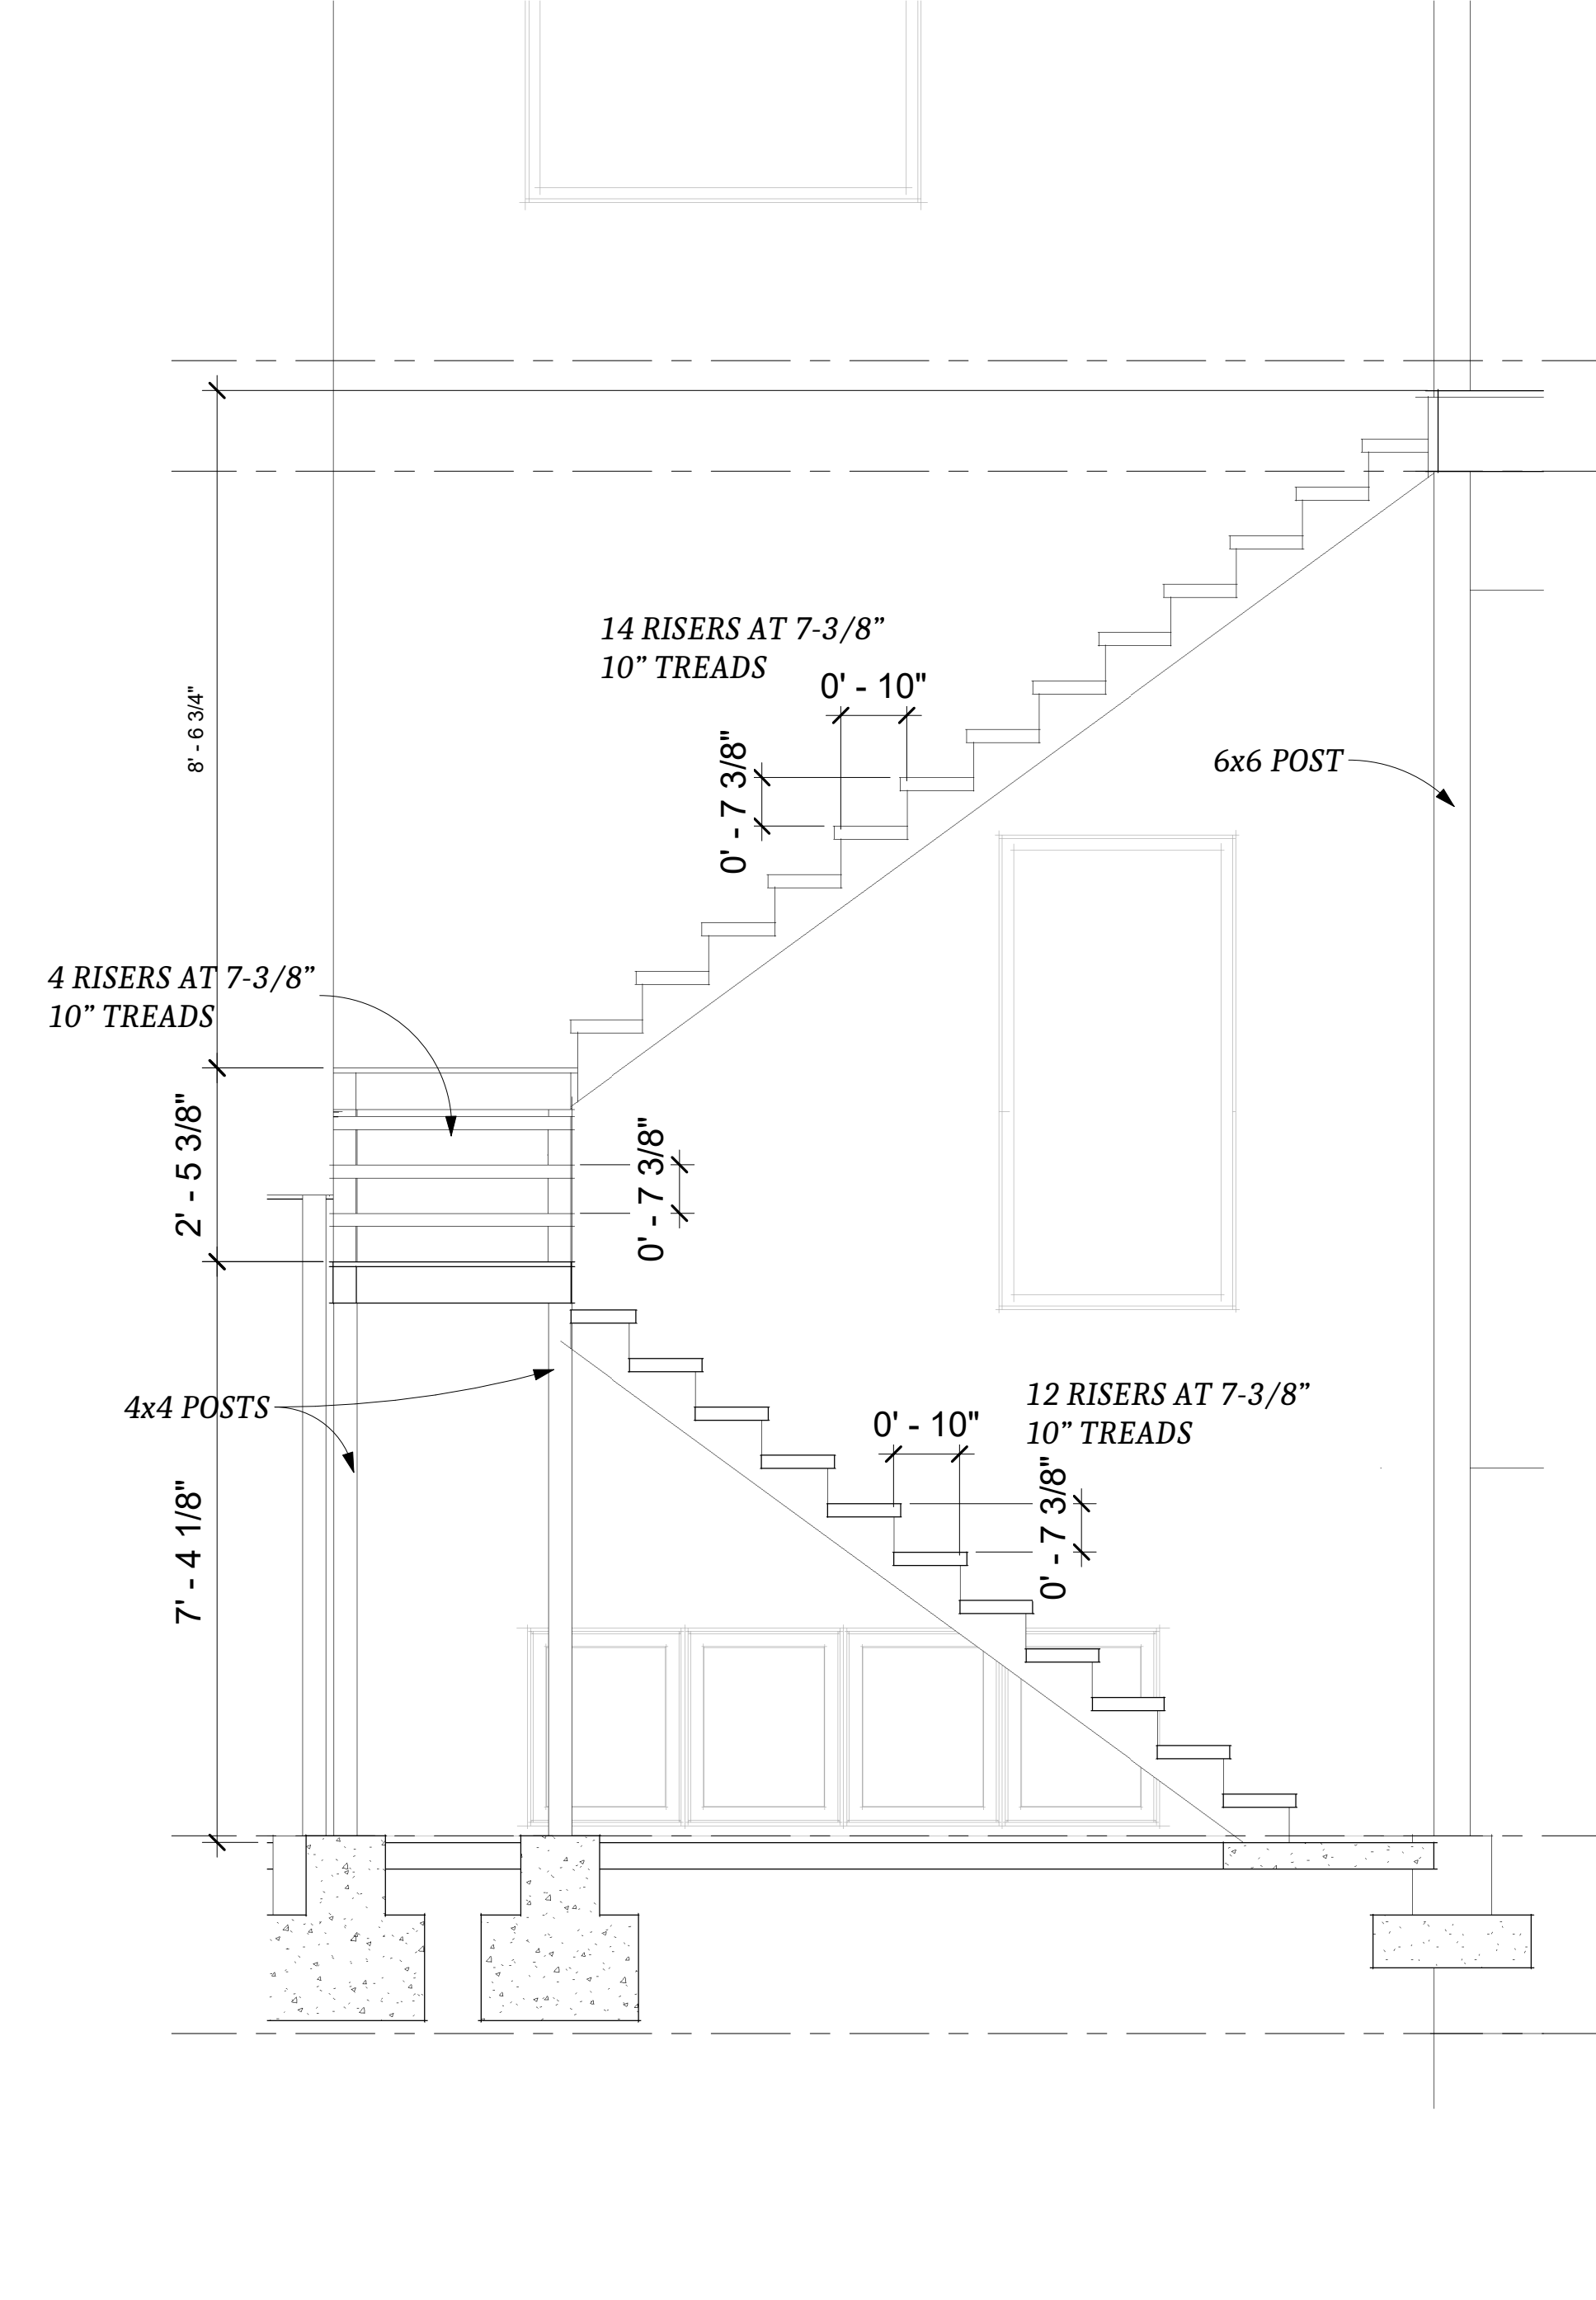 14 RISERS AT 7-3/8”
10” TREADS
0' - 10"
8' - 6 3/4"
0' - 7 3/8"
6x6 POST
4 RISERS AT 7-3/8”
10” TREADS
2' - 5 3/8"
0' - 7 3/8"
4x4 POSTS
12 RISERS AT 7-3/8”
10” TREADS
0' - 10"
0' - 7 3/8"
7' - 4 1/8"